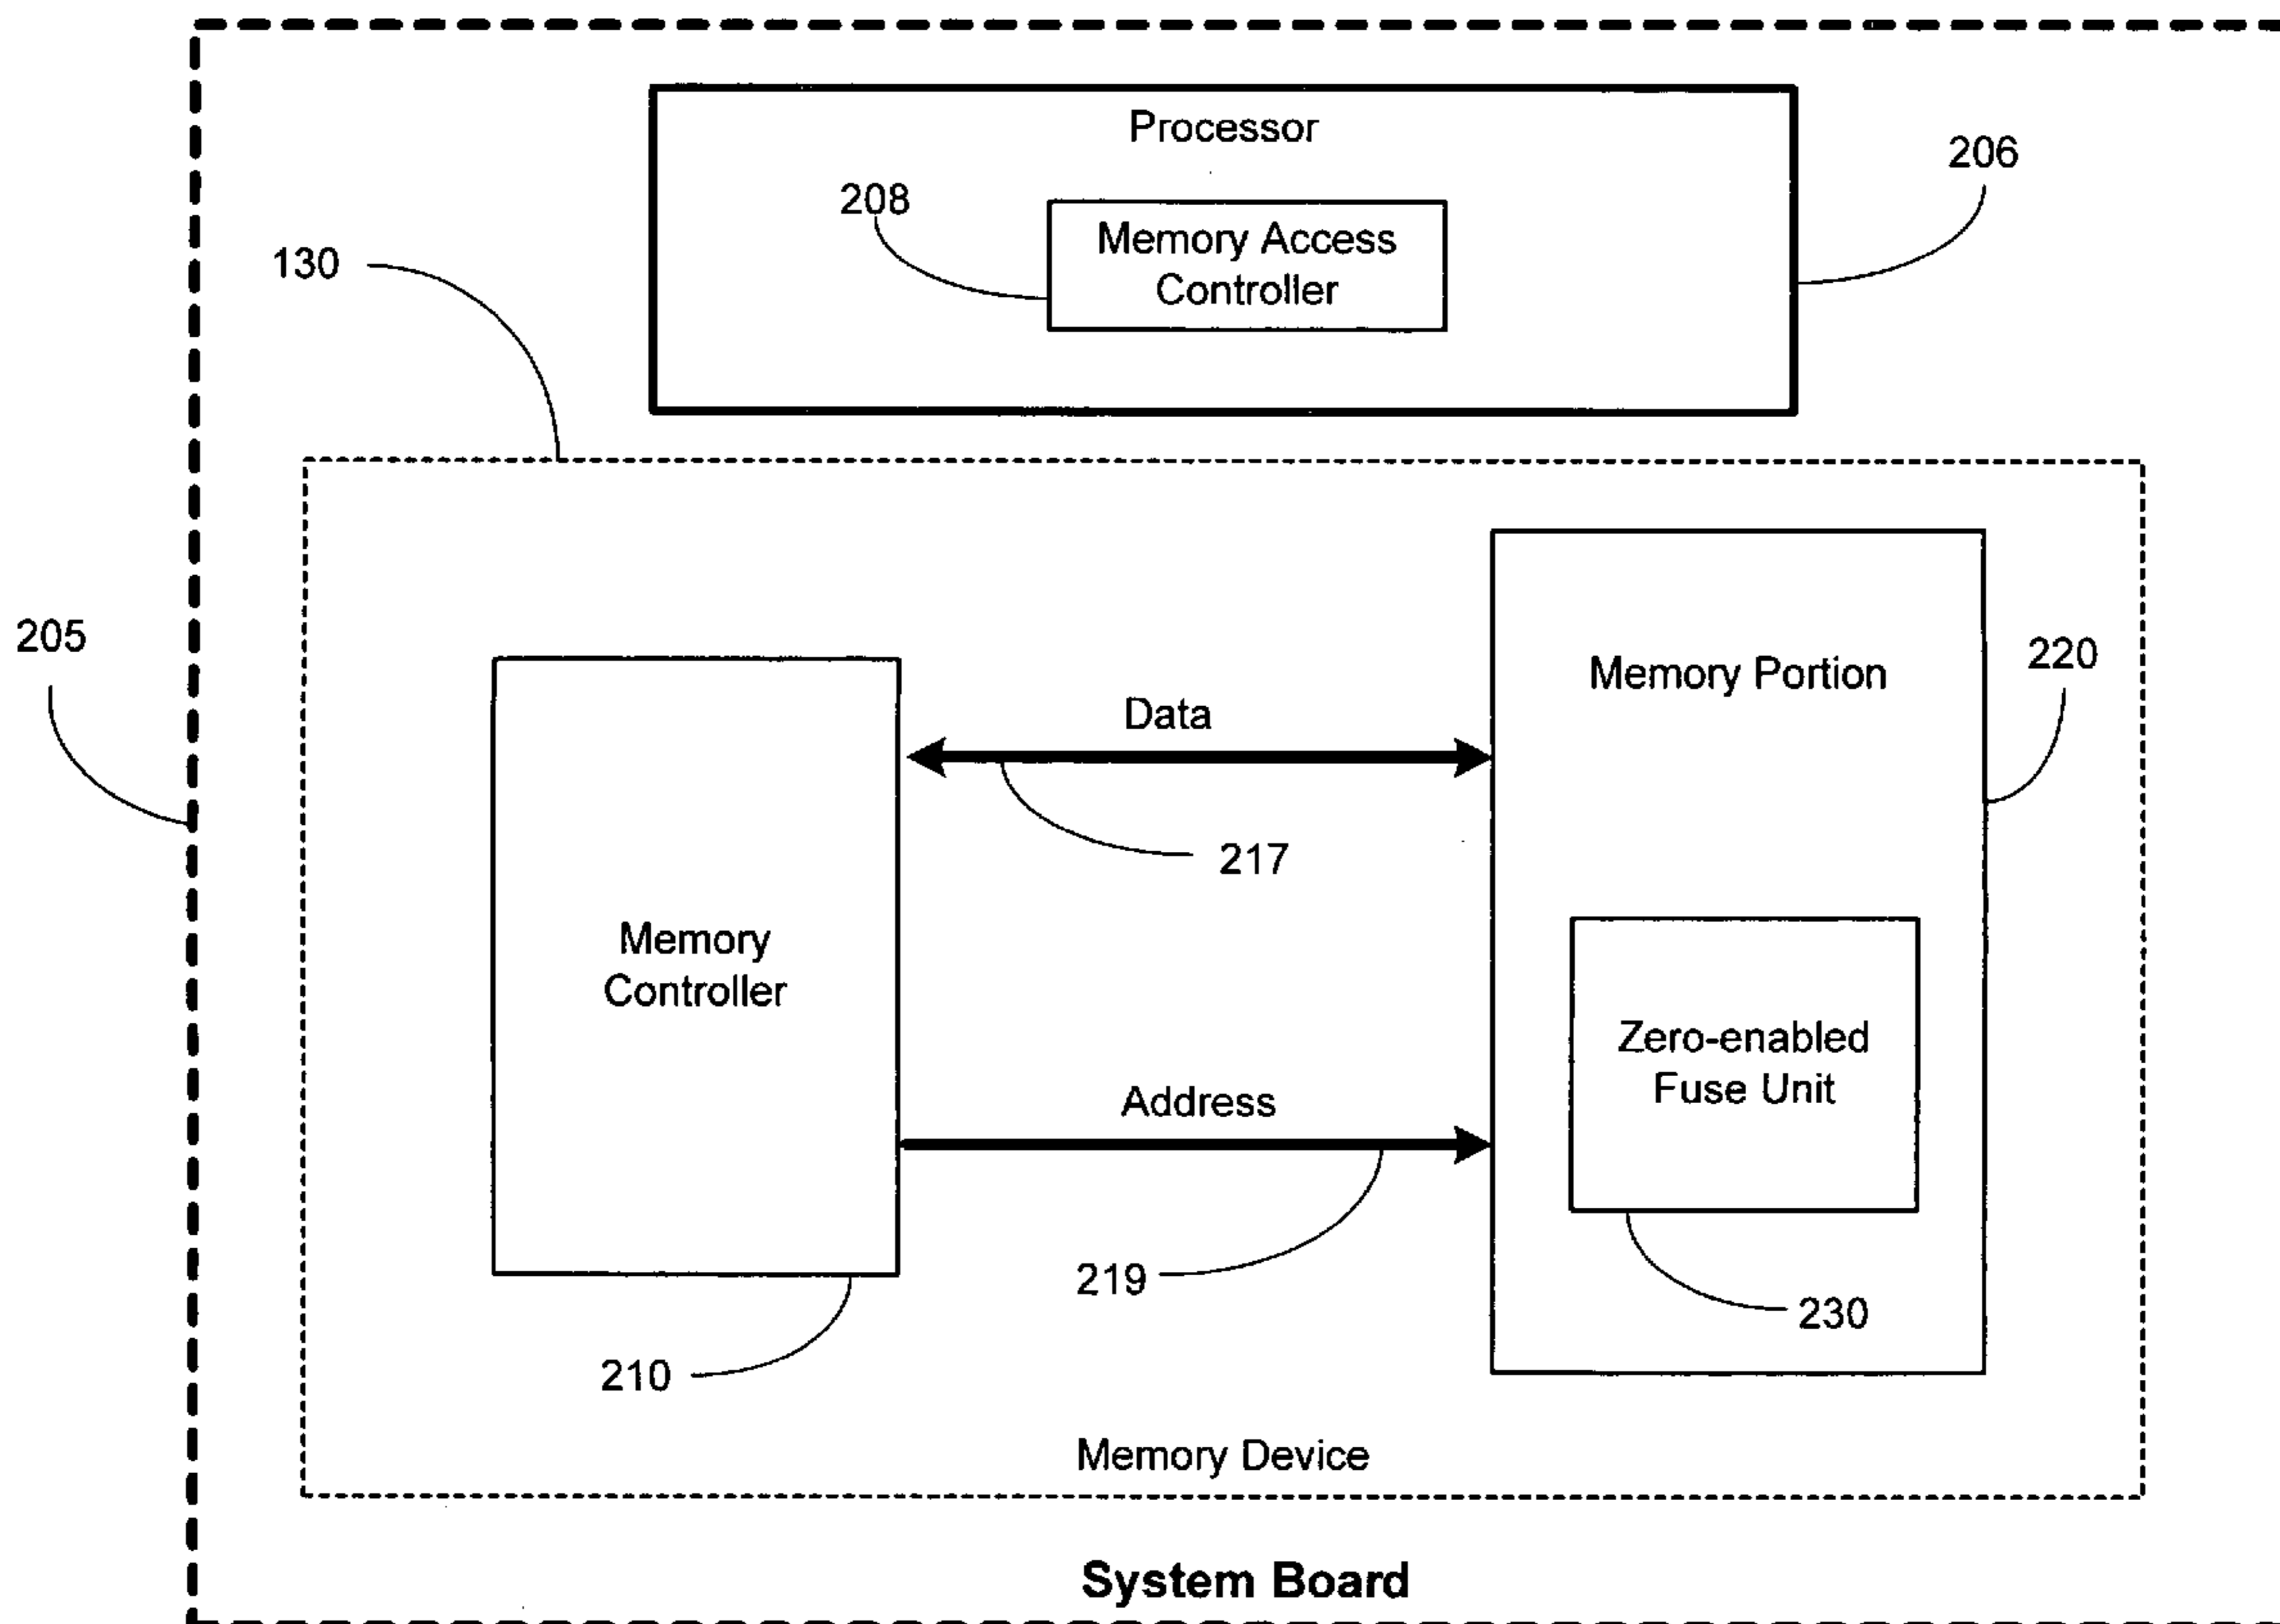 Processor
206
208
Memory Access
Controller
130
205
220
Memory Portion
Data
217
Memory
Controller
Zero-enabled
Fuse Unit
Address
219
230
210
Memory Device
System Board